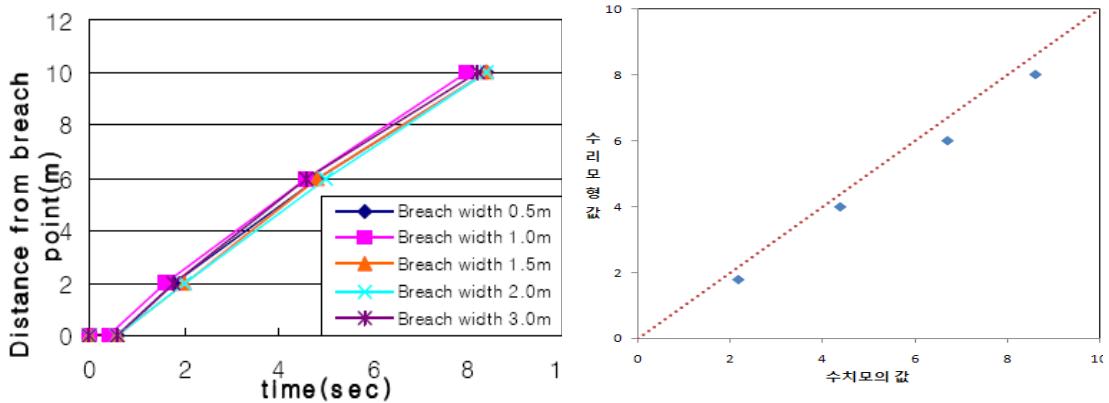 Distance from breach
point(m)
12
10
8
6
4
2
0
Breach width 0.5m
Breach width 1.0m
Breach width 1.5m
Breach width 2.0m
Breach width 3.0m
0 2 4 6 8 1
time(sec)
수리모형값
10
8
6
4
2
0
0 2 4 6 8 10
수치모의 값